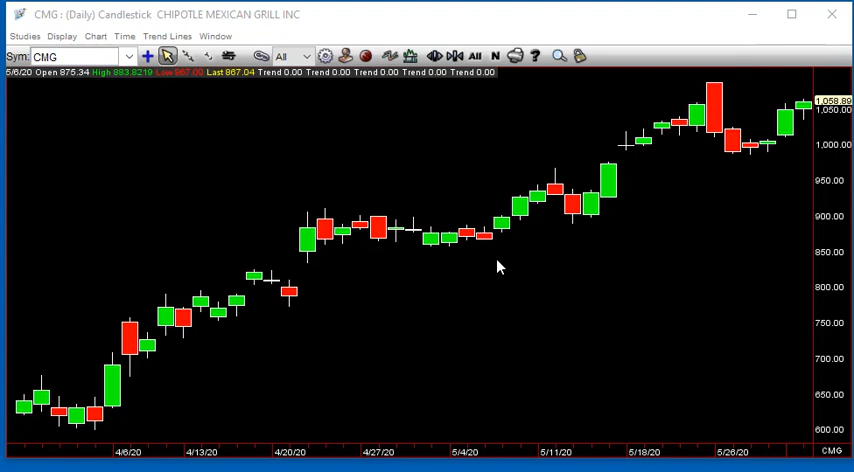 CMG : (Daily) Candlestick CHIPOTLE MEXICAN GRILL INC
Studies Display Chart Time Trend Lines Window
Sym: CMG All All N ?
5/6/20 Open 875.34 High 883.8219 Low 867.00 Last 867.04 Trend 0.00 Trend 0.00 Trend 0.00 Trend 0.00 Trend 0.00
1,058.89
1,050.00
1,000.00
950.00
900.00
850.00
800.00
750.00
700.00
650.00
600.00
4/6/20 4/13/20 4/20/20 4/27/20 5/4/20 5/11/20 5/18/20 5/26/20 CMG